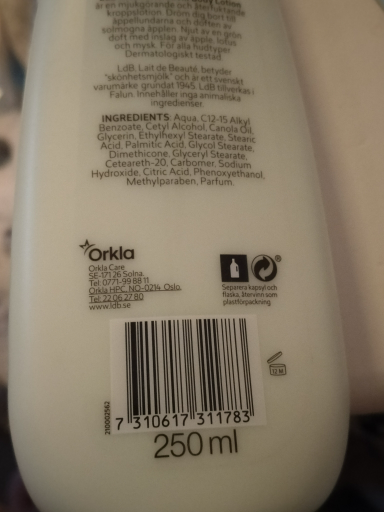 Lotion
är en mjukgörande och återfuktande
kroppslotion. Dröm dig bort till
äppellundarna och doften av
solmogna äpplen. Njut av en grön
doft med inslag av äpple, lotus
och mysk. För alla hudtyper.
Dermatologiskt testad.
LdB, Lait de Beauté, betyder
"skönhetsmjölk" och är ett svenskt
varumärke grundat 1945. LdB tillverkas i
Falun. Innehåller inga animaliska
ingredienser.
INGREDIENTS: Aqua, C12-15 Alkyl
Benzoate, Cetyl Alcohol, Canola Oil,
Glycerin, Ethylhexyl Stearate, Stearic
Acid, Palmitic Acid, Glycol Stearate,
Dimethicone, Glyceryl Stearate,
Ceteareth-20, Carbomer, Sodium
Hydroxide, Citric Acid, Phenoxyethanol,
Methylparaben, Parfum.
Orkla
Orkla Care
SE-171 26 Solna.
Tel: 0771-99 88 11
Orkla HPC, NO-0214 Oslo.
Tel: 22 06 27 80
www.ldb.se
®
Separera kapsyl och
flaska, återvinn som
plastförpackning
12 M
210002562
7 310617 311783
250 ml